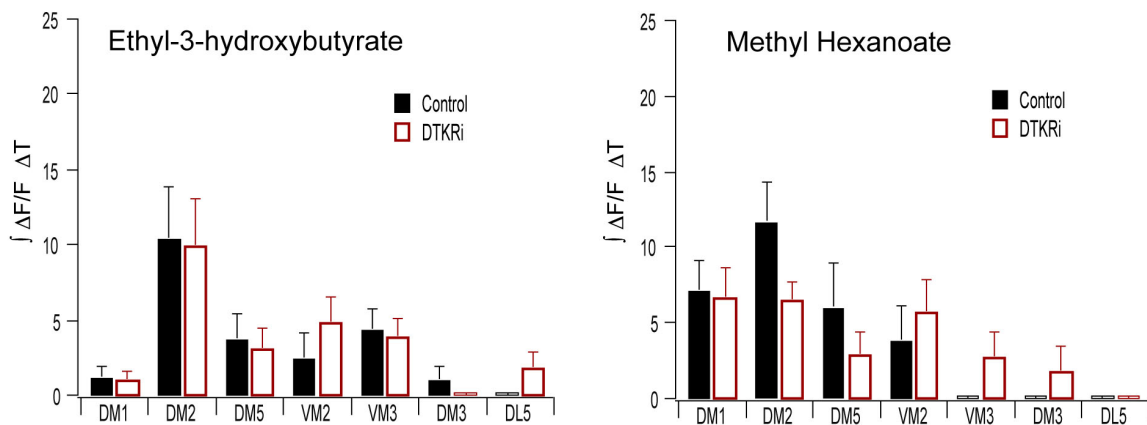 Ethyl-3-hydroxybutyrate
25
20
15
10
5
0
∫ ΔF/F ΔT
Control
DTKRi
DM1 DM2 DM5 VM2 VM3 DM3 DL5
Methyl Hexanoate
25
20
15
10
5
0
∫ ΔF/F ΔT
Control
DTKRi
DM1 DM2 DM5 VM2 VM3 DM3 DL5